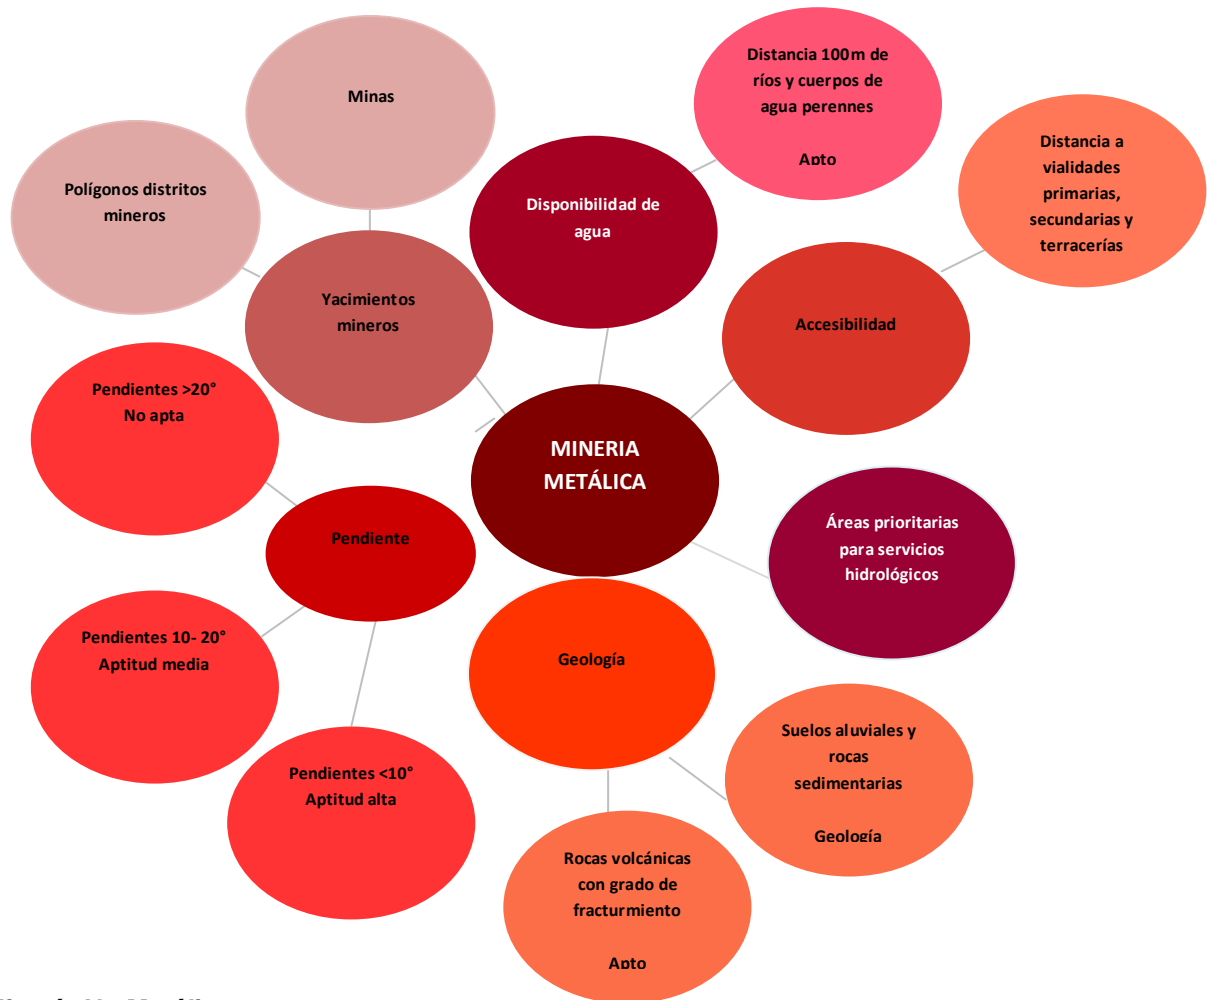 Minas
Polígonos distritos
mineros
Yacimientos
mineros
Distancia 100m de
ríos y cuerpos de
agua perennes
Apto
Disponibilidad de
agua
Distancia a
vialidades
primarias,
secundarias y
terracerías
Accesibilidad
MINERIA
METÁLICA
Áreas prioritarias
para servicios
hidrológicos
Pendientes >20°
No apta
Pendiente
Pendientes 10- 20°
Aptitud media
Pendientes <10°
Aptitud alta
Geología
Suelos aluviales y
rocas
sedimentarias
Geología
Rocas volcánicas
con grado de
fracturmiento
Apto